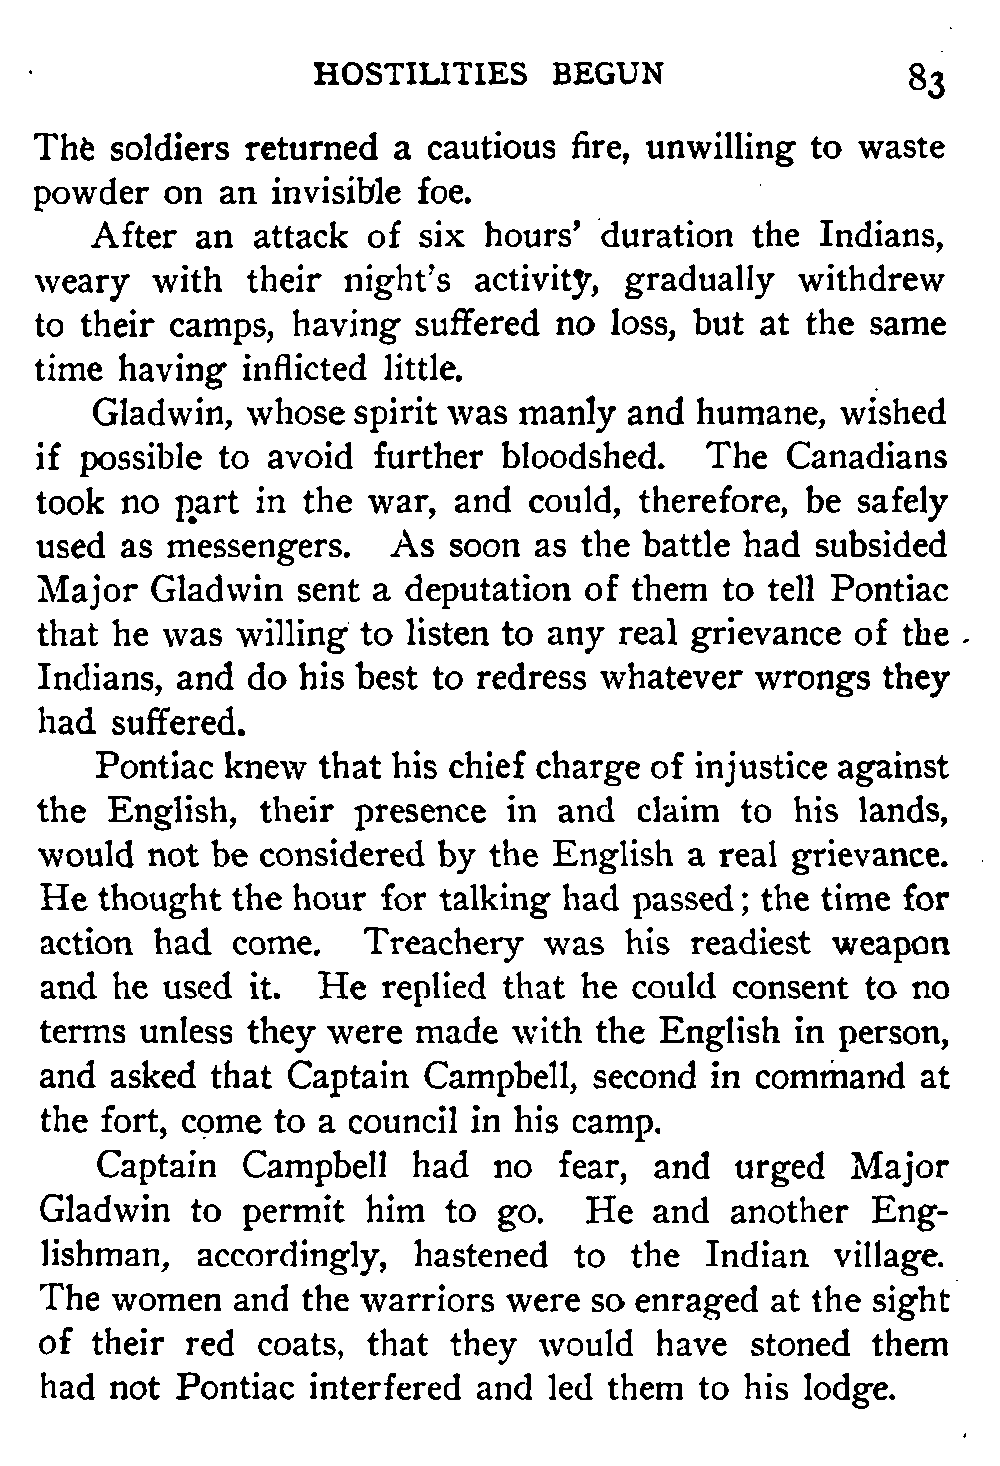 HOSTILITIES BEGUN 83
The soldiers returned a cautious fire, unwilling to waste
powder on an invisible foe.
After an attack of six hours' duration the Indians,
weary with their night's activity, gradually withdrew
to their camps, having suffered no loss, but at the same
time having inflicted little.
Gladwin, whose spirit was manly and humane, wished
if possible to avoid further bloodshed. The Canadians
took no part in the war, and could, therefore, be safely
used as messengers. As soon as the battle had subsided
Major Gladwin sent a deputation of them to tell Pontiac
that he was willing to listen to any real grievance of the
Indians, and do his best to redress whatever wrongs they
had suffered.
Pontiac knew that his chief charge of injustice against
the English, their presence in and claim to his lands,
would not be considered by the English a real grievance.
He thought the hour for talking had passed; the time for
action had come. Treachery was his readiest weapon
and he used it. He replied that he could consent to no
terms unless they were made with the English in person,
and asked that Captain Campbell, second in command at
the fort, come to a council in his camp.
Captain Campbell had no fear, and urged Major
Gladwin to permit him to go. He and another Eng-
lishman, accordingly, hastened to the Indian village.
The women and the warriors were so enraged at the sight
of their red coats, that they would have stoned them
had not Pontiac interfered and led them to his lodge.